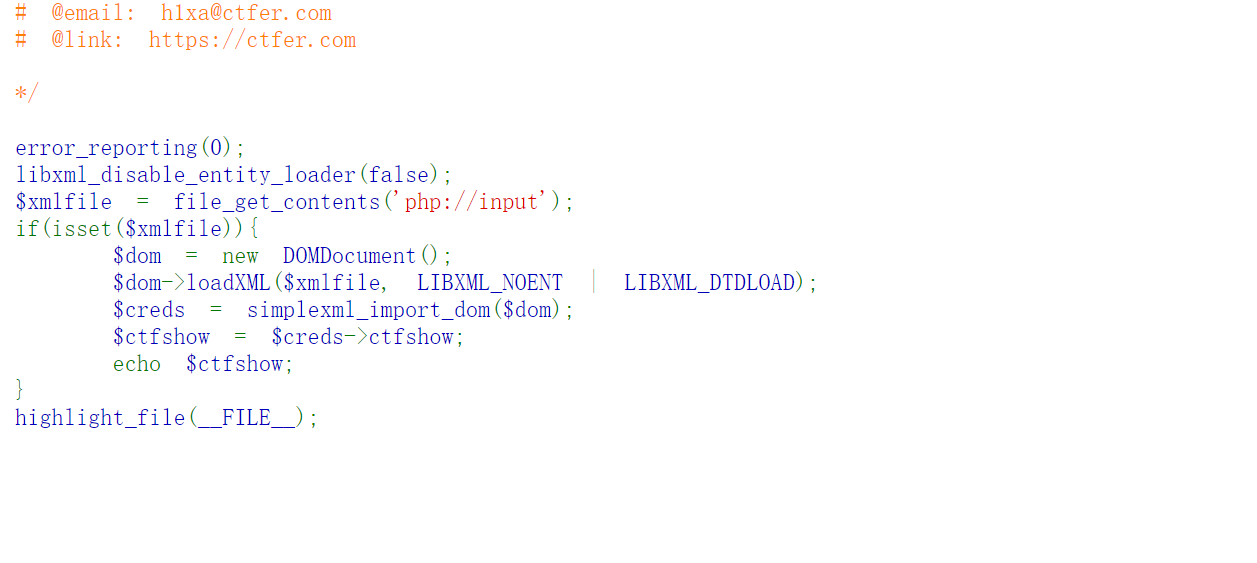 # @email: h1xa@ctfer.com
# @link: https://ctfer.com
*/
error_reporting(0);
libxml_disable_entity_loader(false);
$xmlfile = file_get_contents('php://input');
if(isset($xmlfile)){
$dom = new DOMDocument();
$dom->loadXML($xmlfile, LIBXML_NOENT | LIBXML_DTDLOAD);
$creds = simplexml_import_dom($dom);
$ctfshow = $creds->ctfshow;
echo $ctfshow;
}
highlight_file(__FILE__);